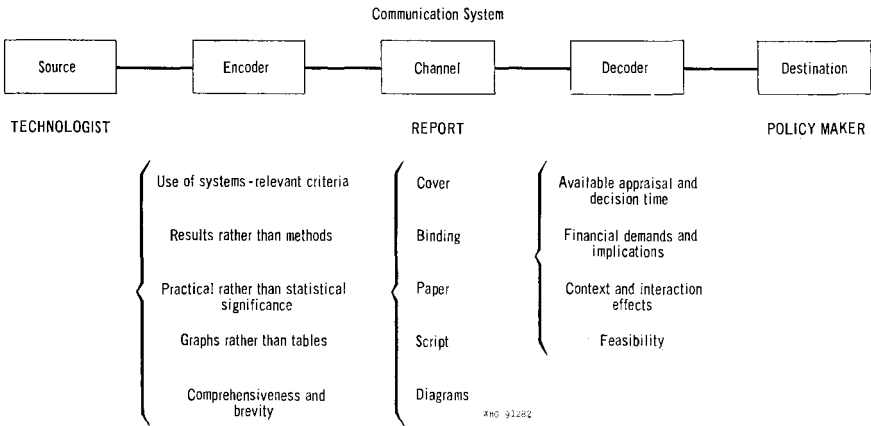 Communication System
Source
Encoder
Channel
Decoder
Destination
TECHNOLOGIST
REPORT
POLICY MAKER
Use of systems-relevant criteria
Results rather than methods
Practical rather than statistical
significance
Graphs rather than tables
Comprehensiveness and
brevity
Cover
Binding
Paper
Script
Diagrams
WHO 91282
Available appraisal and
decision time
Financial demands and
implications
Context and interaction
effects
Feasibility